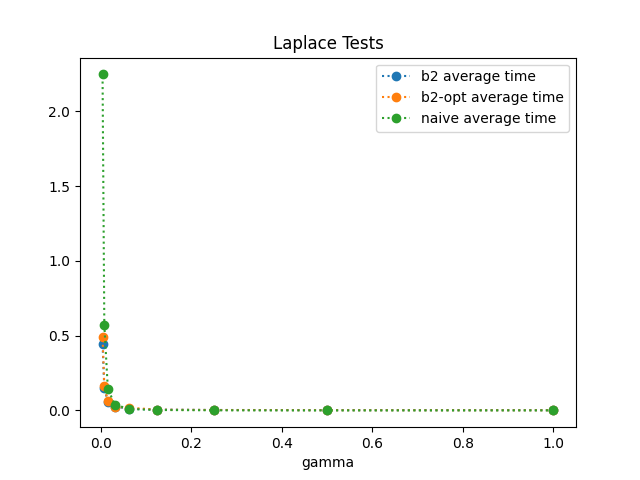 Laplace Tests
b2 average time
b2-opt average time
naive average time
2.0
1.5
1.0
0.5
0.0
0.0 0.2 0.4 0.6 0.8 1.0
gamma